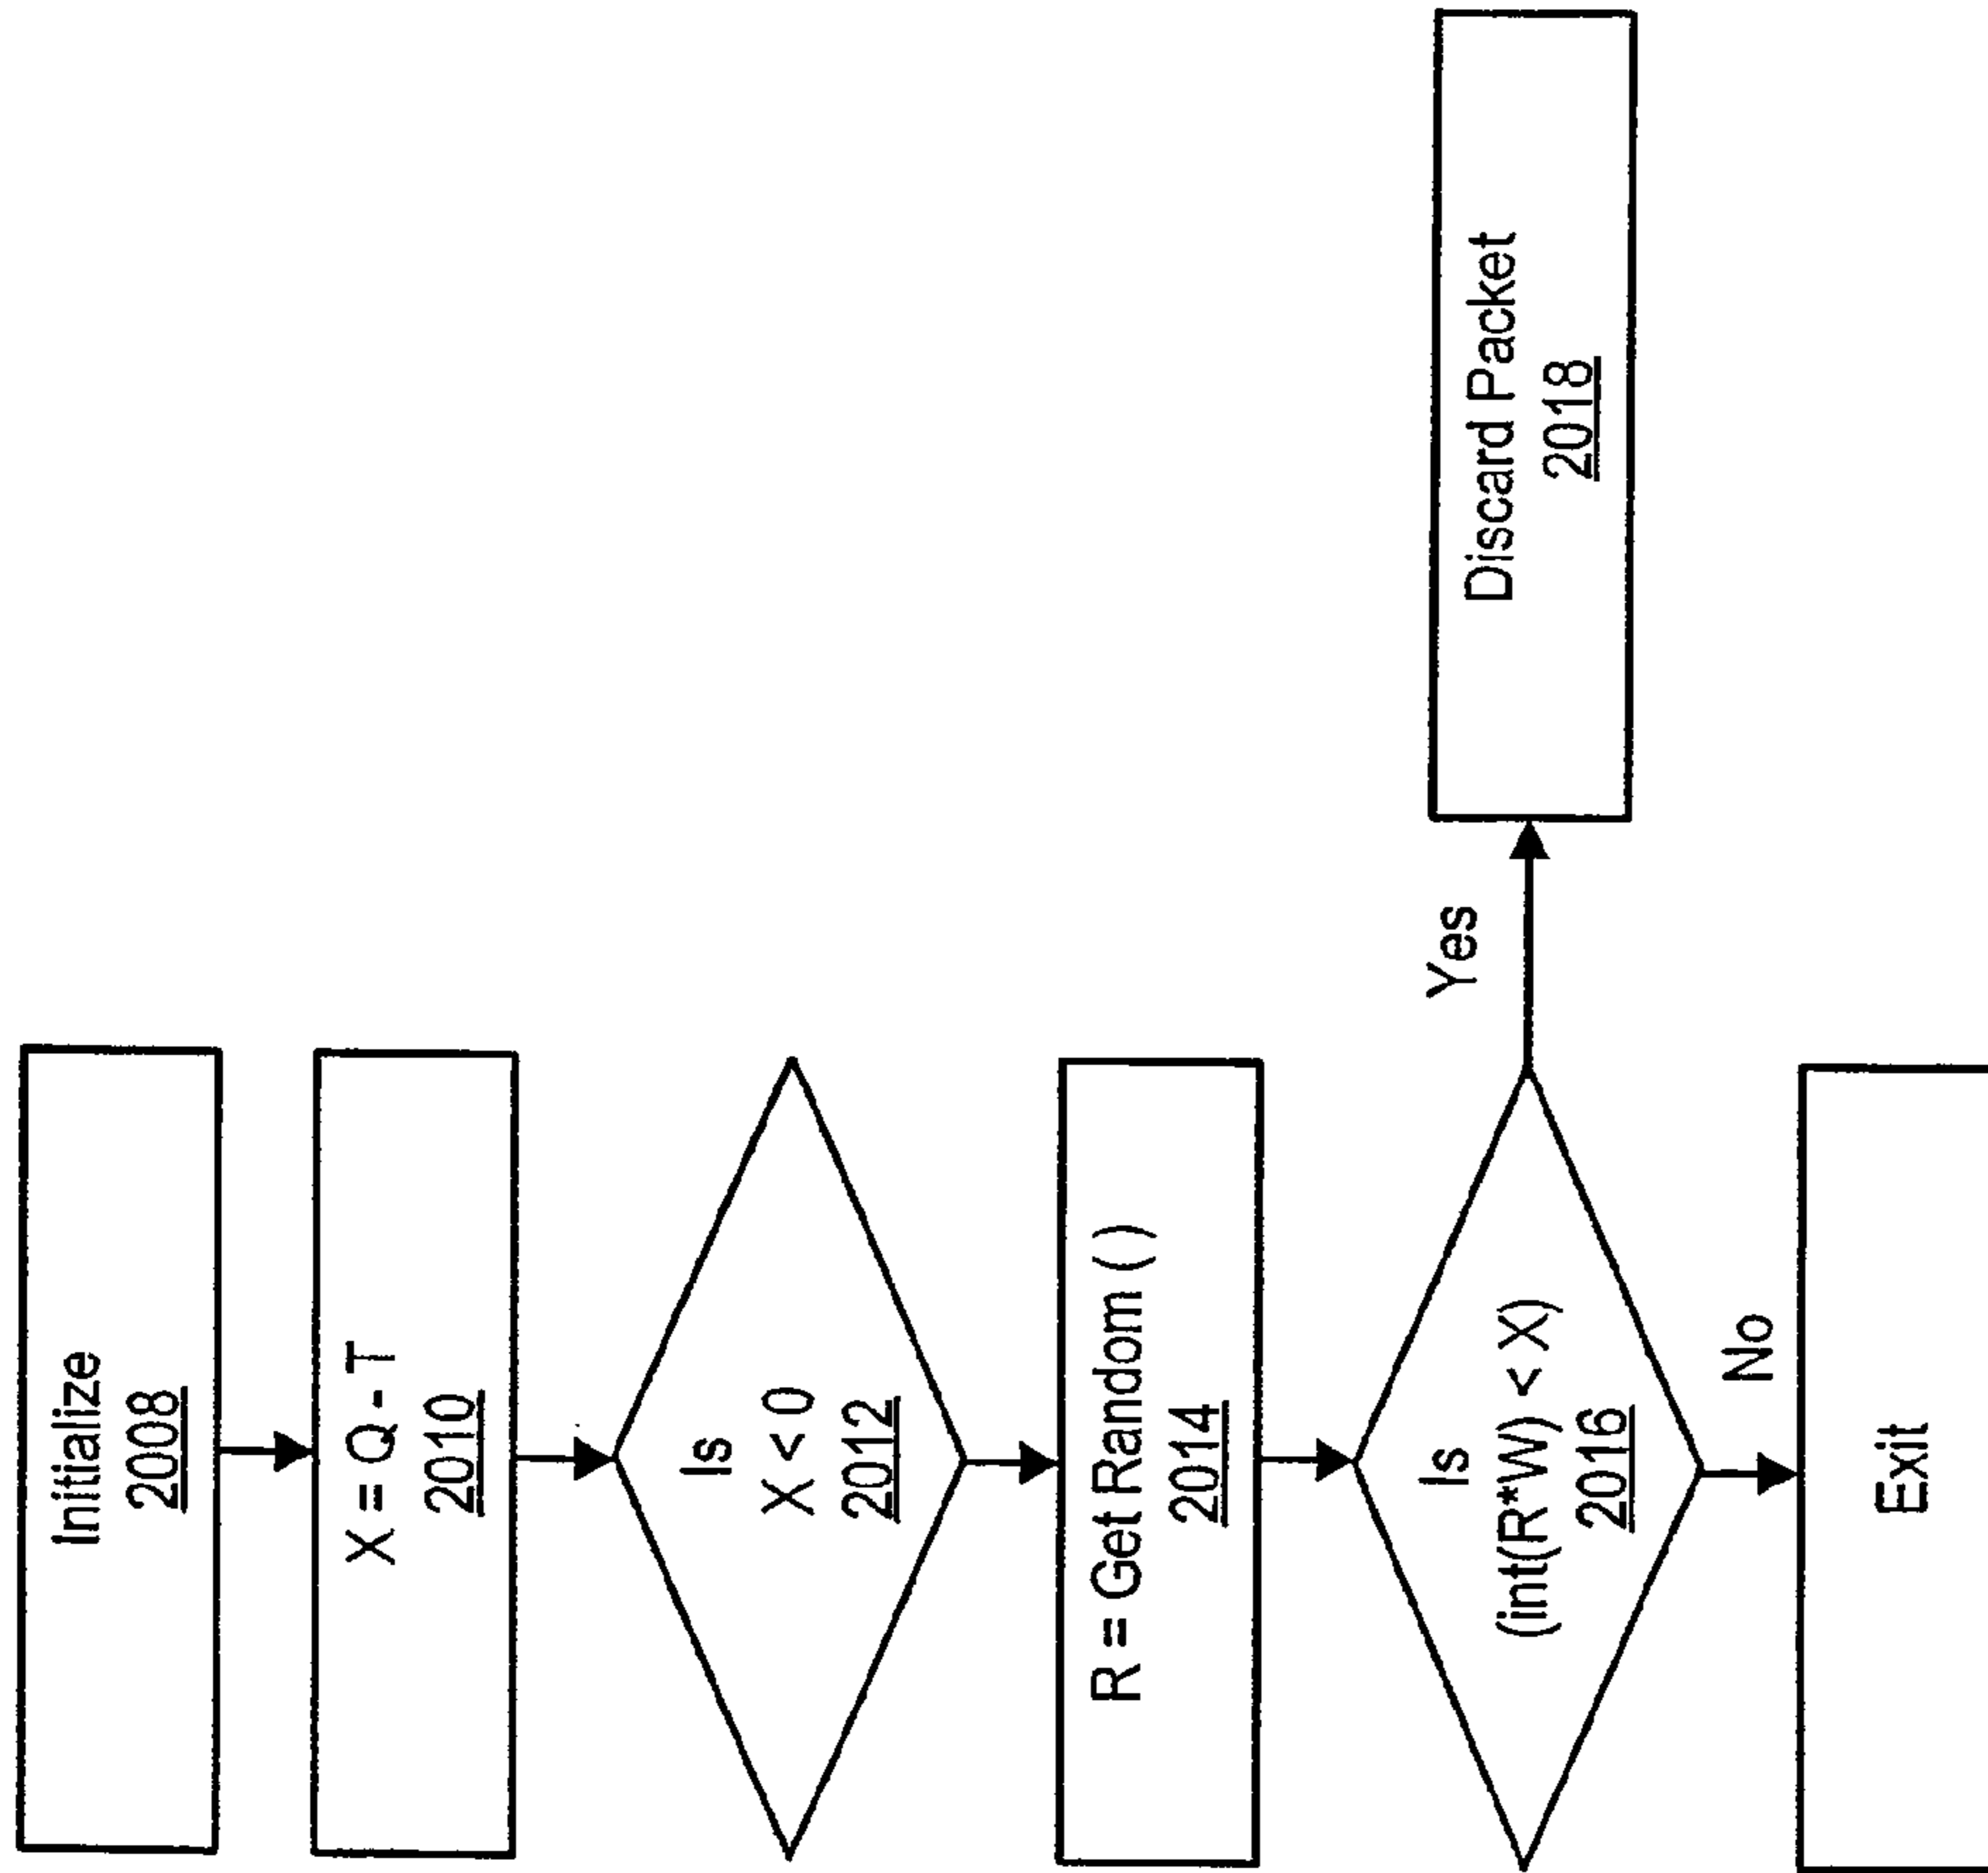 Initialize
2008
X = Q - T
2010
Is
X < 0
2012
R = Get Random ( )
2014
Is
(int(R*W) < X)
2016
Yes
Discard Packet
2018
No
Exit